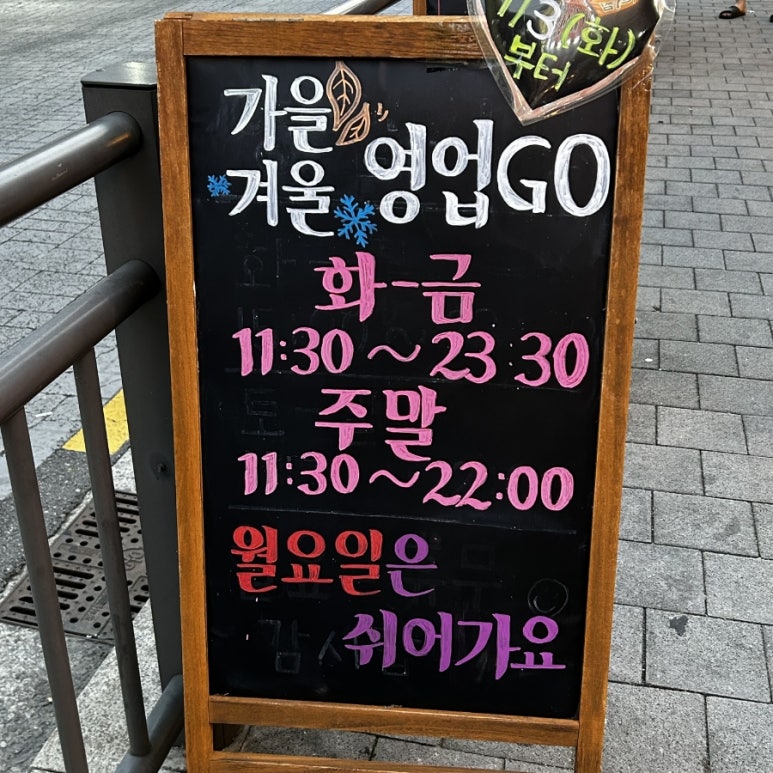 /3(화)
부터
가을
겨울 영업GO
화-금
11:30~23:30
주말
11:30~22:00
월요일은
쉬어가요